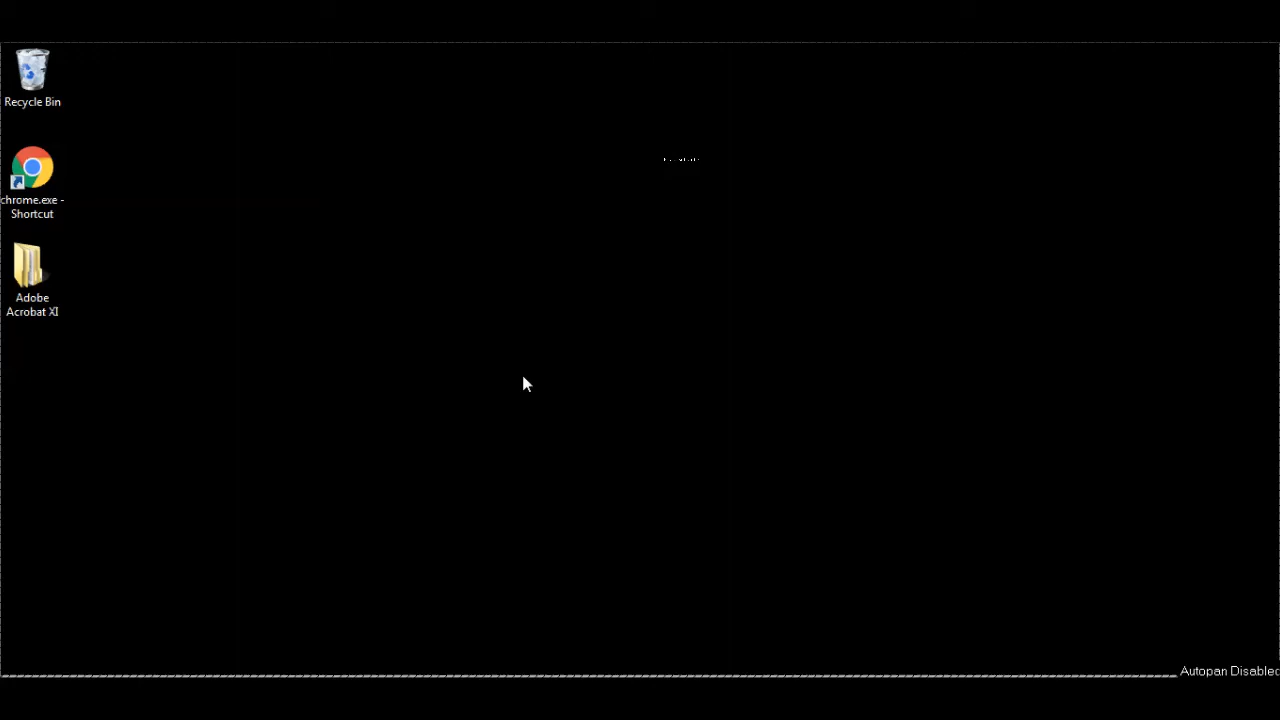 Recycle Bin
chrome.exe -
Shortcut
Adobe
Acrobat XI
Autopan Disabled